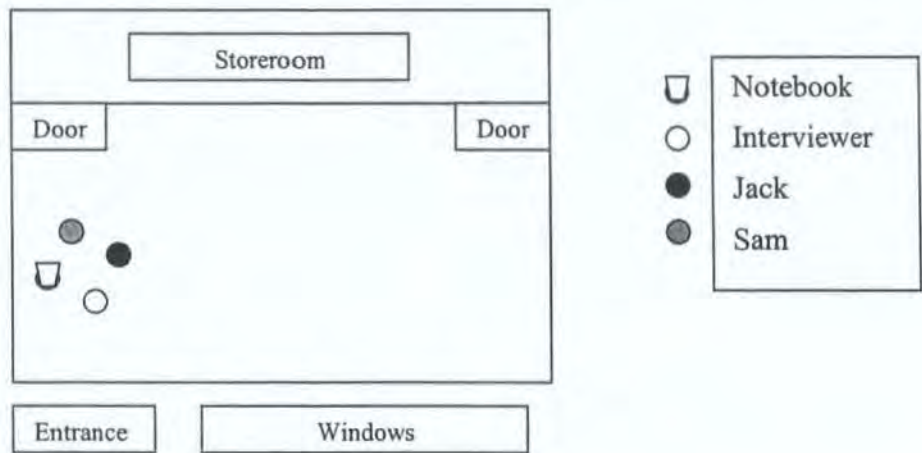 Storeroom
Door
Door
Entrance
Windows
Notebook
Interviewer
Jack
Sam